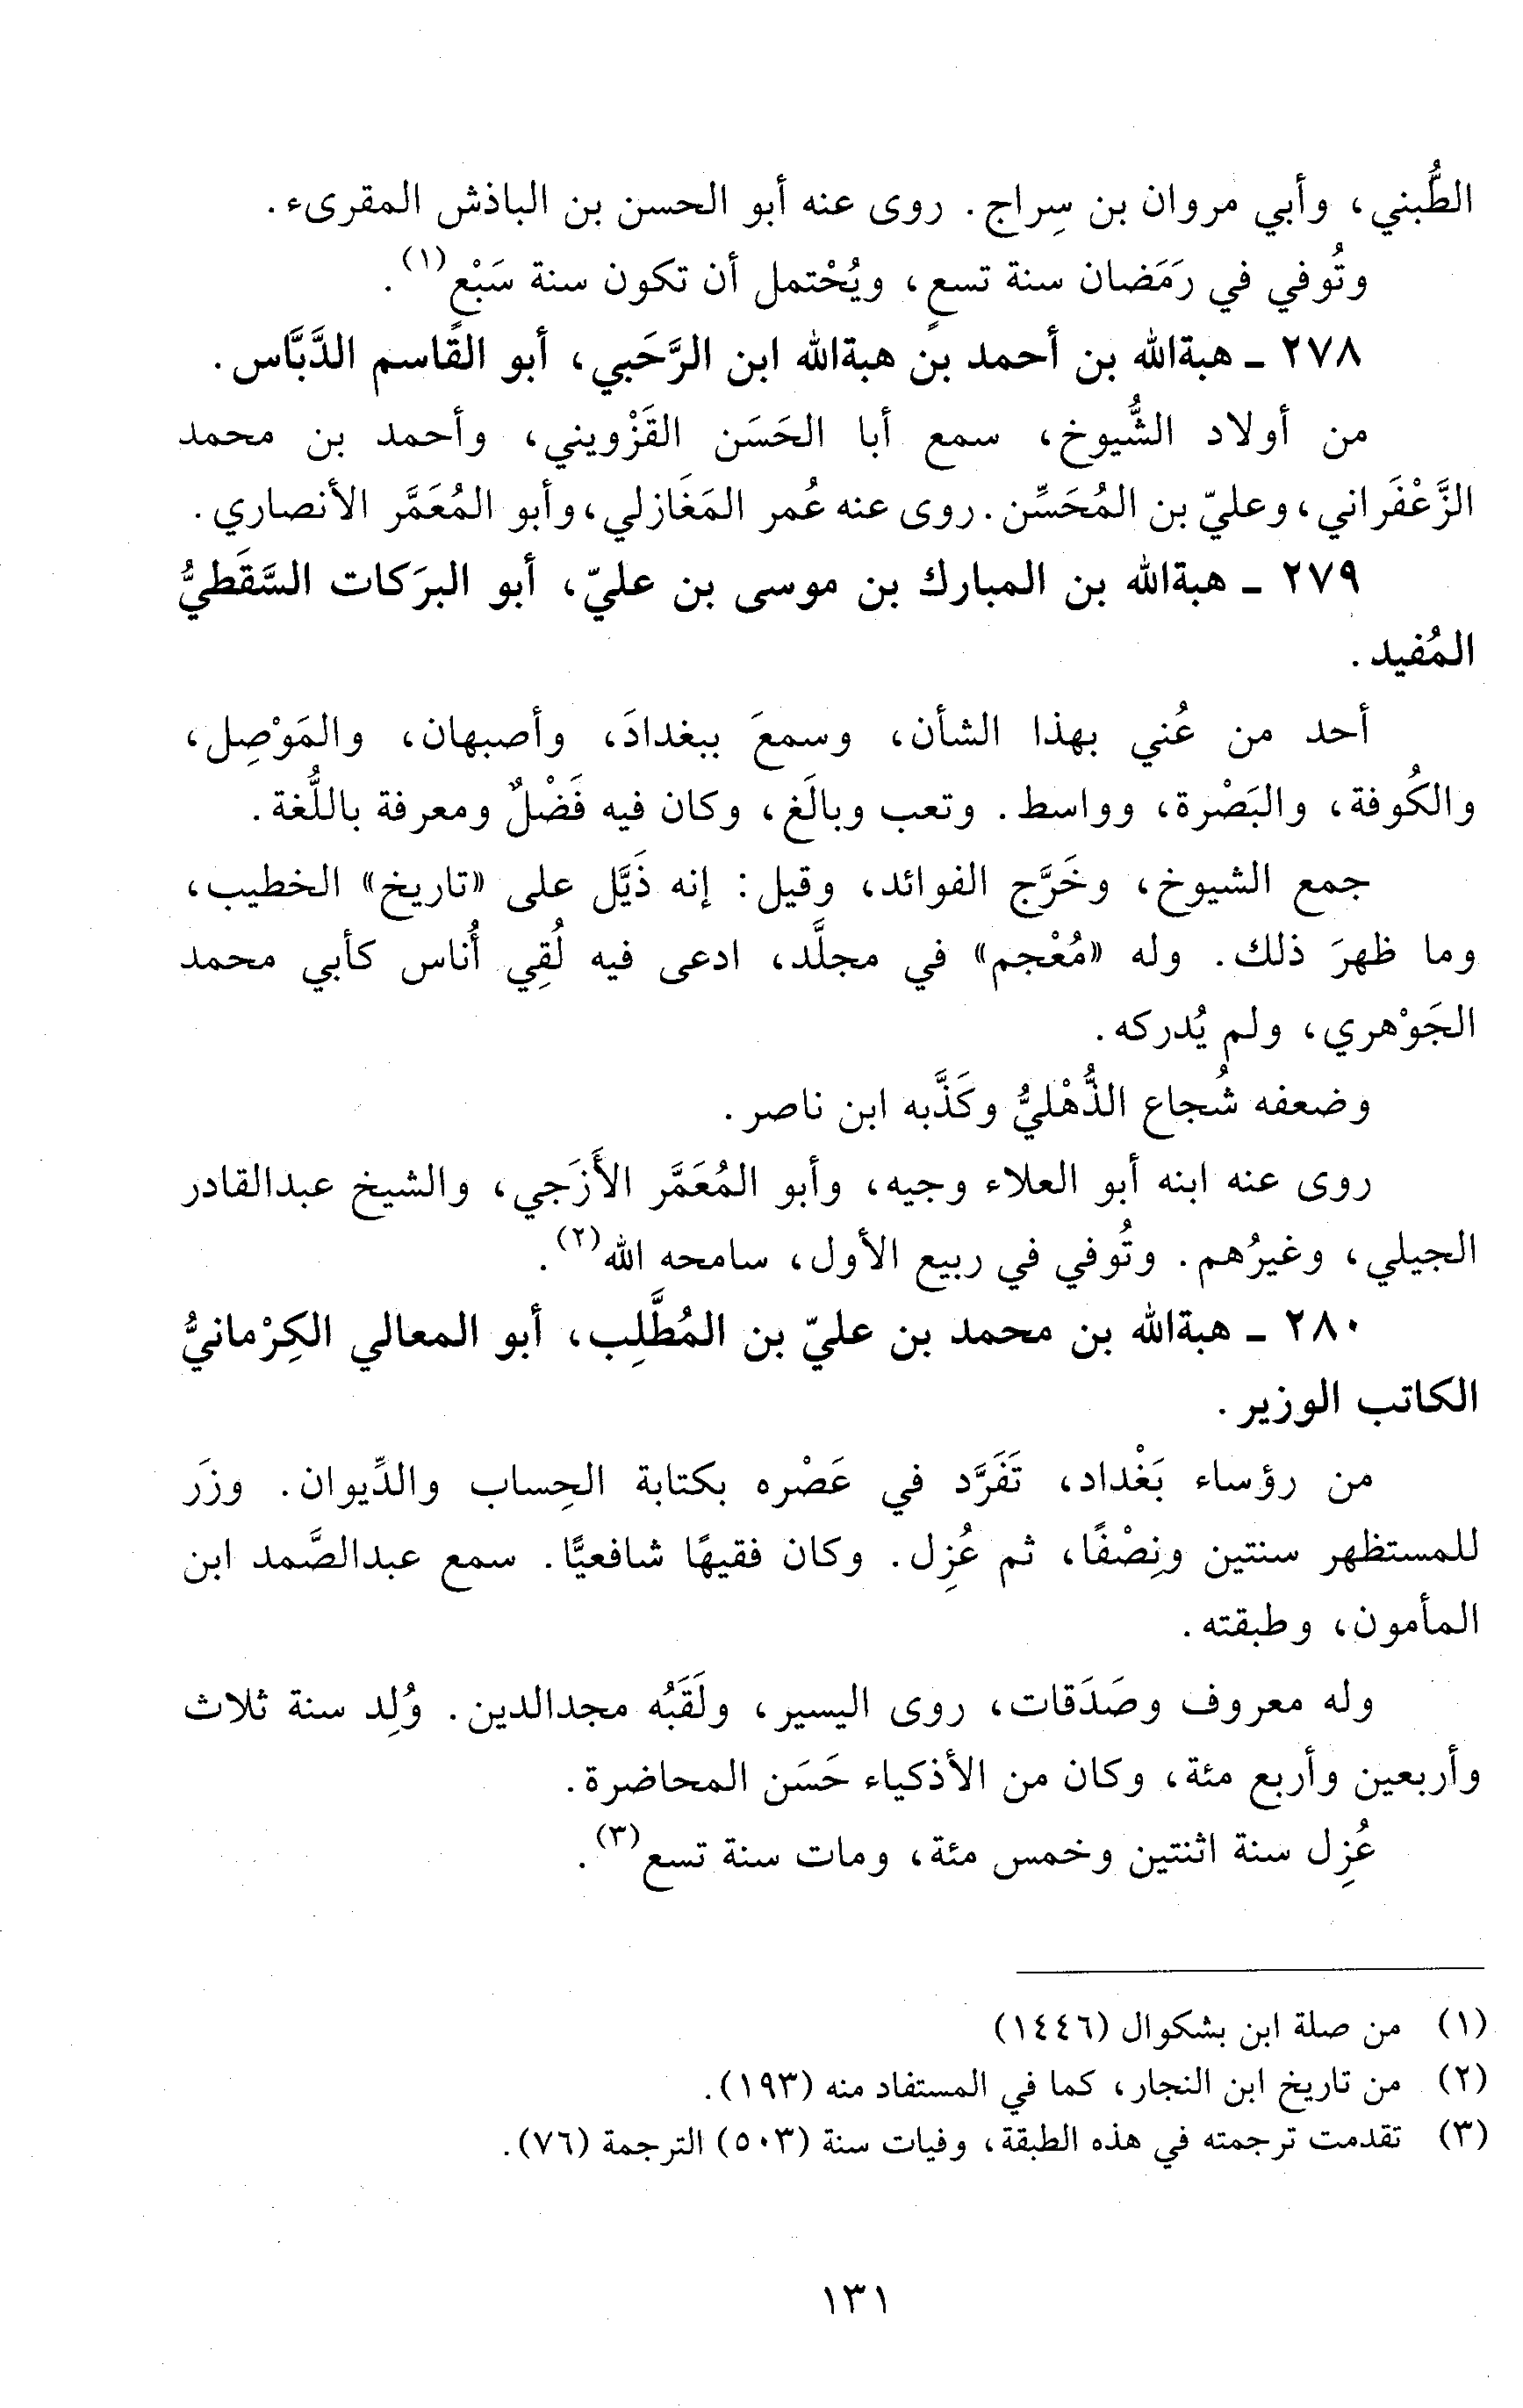 الطُّبني، وأبي مروان بن سِراج. روى عنه أبو الحسن بن الباذش المقرىء.
وتُوفي في رَمَضان سنة تسعٍ، ويُحْتمل أن تكون سنة سَبْعٍ(١).
٢٧٨ ـ هبةالله بن أحمد بن هبةالله ابن الرَّحَبي، أبو القاسم الدَّبَّاس.
من أولاد الشُّيوخ، سمع أبا الحَسَن القَزْويني، وأحمد بن محمد
الزَّعْفَراني، وعليّ بن المُحَسِّن. روى عنه عُمر المَغَازلي، وأبو المُعَمَّر الأنصاري.
٢٧٩ ـ هبةالله بن المبارك بن موسى بن عليّ، أبو البرَكات السَّقَطيُّ
المُفيد.
أحد من عُني بهذا الشأن، وسمعَ ببغدادَ، وأصبهان، والمَوْصِل،
والكُوفة، والبَصْرة، وواسط. وتعب وبالَغ، وكان فيه فَضْلٌ ومعرفة باللُّغة.
جمع الشيوخ، وخَرَّج الفوائد، وقيل: إنه ذَيَّل على «تاريخ» الخطيب،
وما ظهرَ ذلك. وله «مُعْجم» في مجلَّد، ادعى فيه لُقِي أُناس كأبي محمد
الجَوْهري، ولم يُدركه.
وضعفه شُجاع الذُّهْليُّ وكَذَّبه ابن ناصر.
روى عنه ابنه أبو العلاء وجيه، وأبو المُعَمَّر الأَزَجي، والشيخ عبدالقادر
الجيلي، وغيرُهم. وتُوفي في ربيع الأول، سامحه الله(٢).
٢٨٠ ـ هبةالله بن محمد بن عليّ بن المُطَّلِب، أبو المعالي الكِرْمانيُّ
الكاتب الوزير.
من رؤساء بَغْداد، تَفَرَّد في عَصْره بكتابة الحِساب والدِّيوان. وزَر
للمستظهر سنتين ونِصْفًا، ثم عُزِل. وكان فقيهًا شافعيًّا. سمع عبدالصَّمد ابن
المأمون، وطبقته.
وله معروف وصَدَقات، روى اليسير، ولَقَبُه مجدالدين. وُلِد سنة ثلاث
وأربعين وأربع مئة، وكان من الأذكياء حَسَن المحاضرة.
عُزِل سنة اثنتين وخمس مئة، ومات سنة تسع(٣).
(١) من صلة ابن بشكوال (١٤٤٦)
(٢) من تاريخ ابن النجار، كما في المستفاد منه (١٩٣).
(٣) تقدمت ترجمته في هذه الطبقة، وفيات سنة (٥٠٣) الترجمة (٧٦).
١٣١